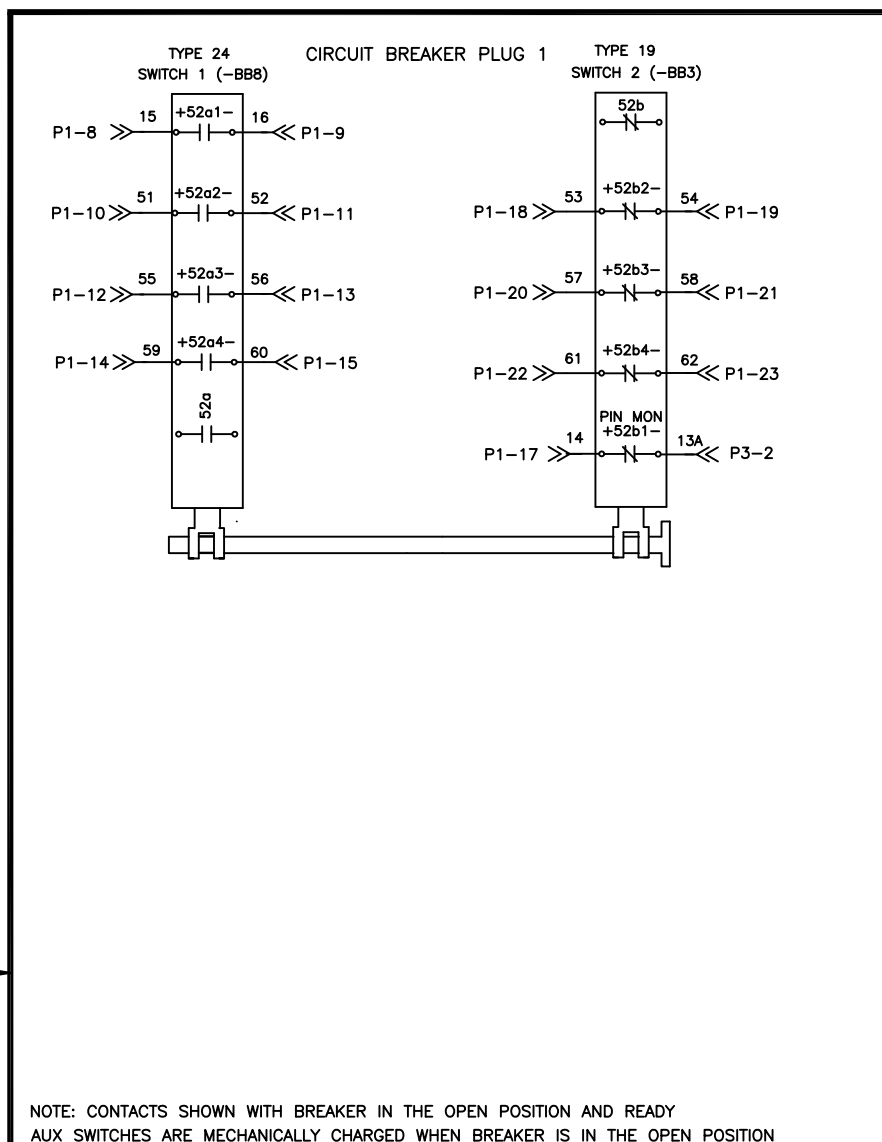 CIRCUIT BREAKER PLUG 1
TYPE 24
SWITCH 1 (-BB8)
P1-8 15 +52a1- 16 P1-9
P1-10 51 +52a2- 52 P1-11
P1-12 55 +52a3- 56 P1-13
P1-14 59 +52a4- 60 P1-15
52a
TYPE 19
SWITCH 2 (-BB3)
52b
P1-18 53 +52b2- 54 P1-19
P1-20 57 +52b3- 58 P1-21
P1-22 61 +52b4- 62 P1-23
PIN MON
P1-17 14 +52b1- 13A P3-2
NOTE: CONTACTS SHOWN WITH BREAKER IN THE OPEN POSITION AND READY
AUX SWITCHES ARE MECHANICALLY CHARGED WHEN BREAKER IS IN THE OPEN POSITION